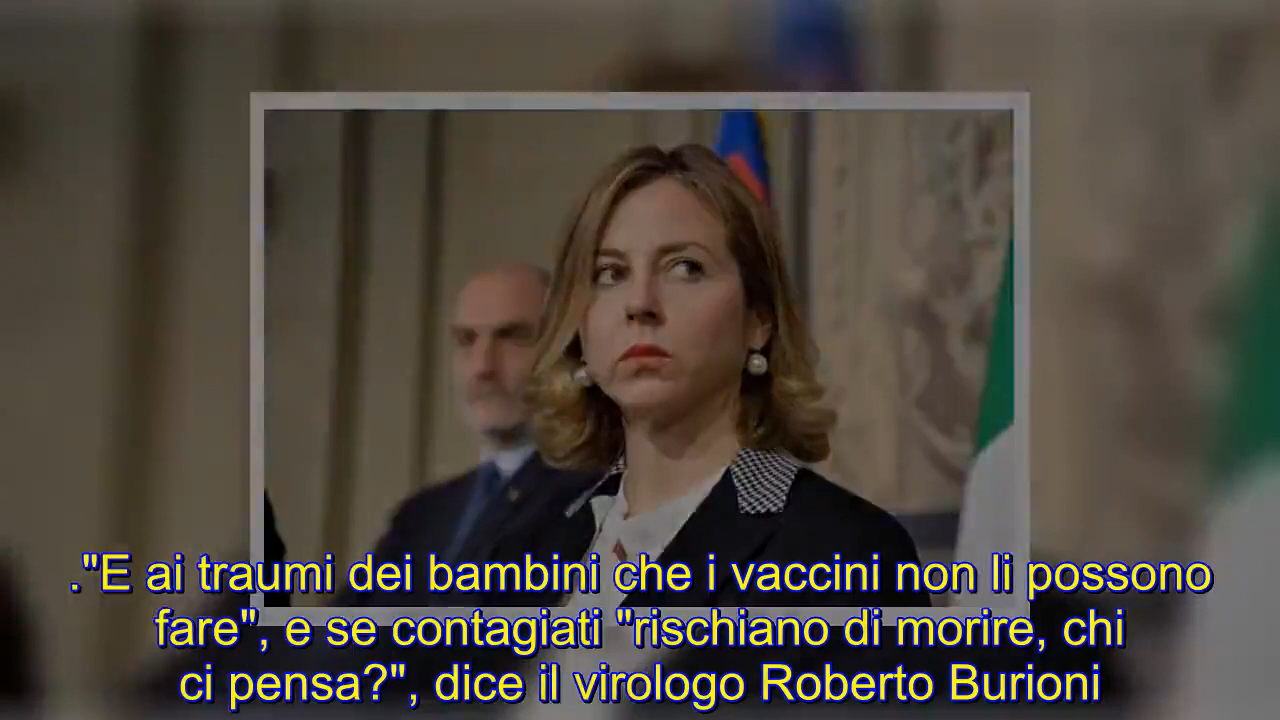 ."E ai traumi dei bambini che i vaccini non li possono
fare", e se contagiati "rischiano di morire, chi
ci pensa?", dice il virologo Roberto Burioni